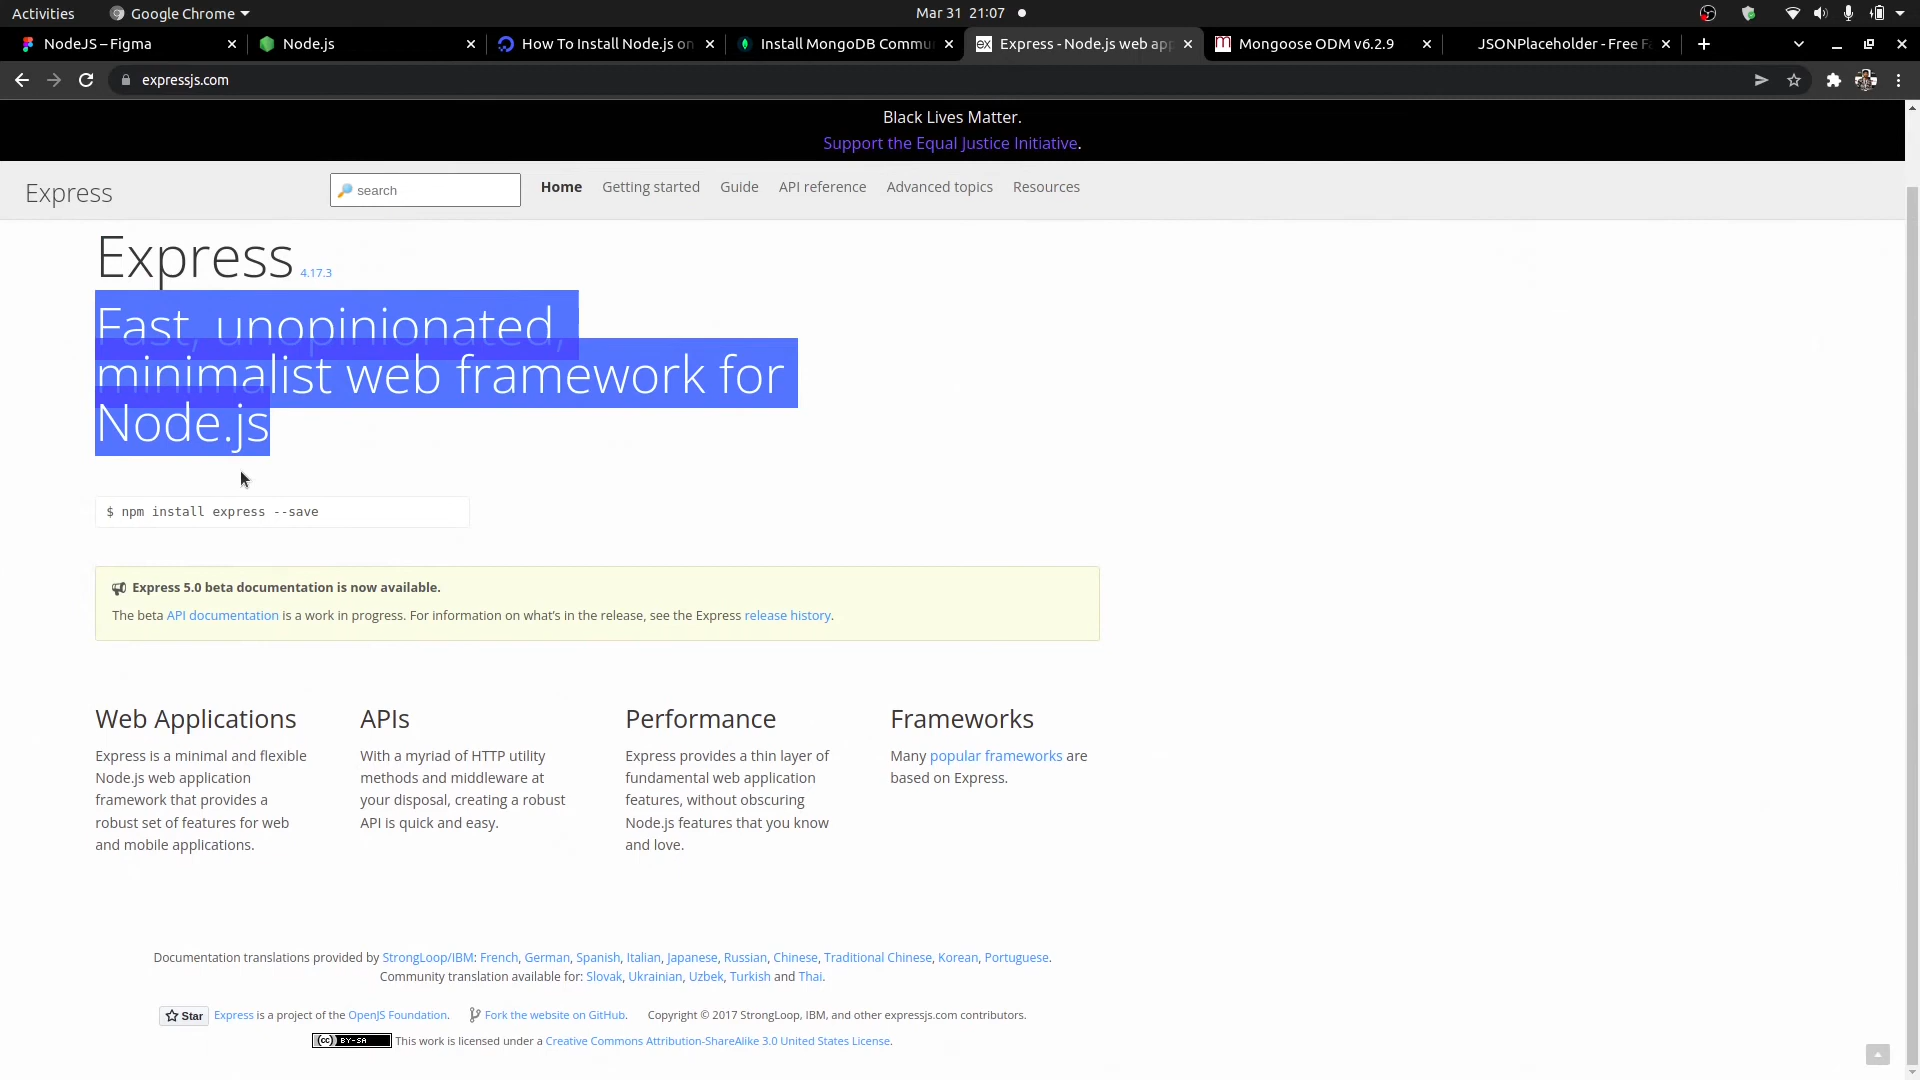 Activities
Google Chrome
Mar 31 21:07
NodeJS – Figma
Node.js
How To Install Node.js on
Install MongoDB Commu
Express - Node.js web app
Mongoose ODM v6.2.9
JSONPlaceholder - Free Fa
expressjs.com
Black Lives Matter.
Support the Equal Justice Initiative.
Express
search
Home
Getting started
Guide
API reference
Advanced topics
Resources
Express 4.17.3
Fast, unopinionated,
minimalist web framework for
Node.js
$ npm install express --save
Express 5.0 beta documentation is now available.
The beta API documentation is a work in progress. For information on what's in the release, see the Express release history.
Web Applications
Express is a minimal and flexible
Node.js web application
framework that provides a
robust set of features for web
and mobile applications.
APIs
With a myriad of HTTP utility
methods and middleware at
your disposal, creating a robust
API is quick and easy.
Performance
Express provides a thin layer of
fundamental web application
features, without obscuring
Node.js features that you know
and love.
Frameworks
Many popular frameworks are
based on Express.
Documentation translations provided by StrongLoop/IBM: French, German, Spanish, Italian, Japanese, Russian, Chinese, Traditional Chinese, Korean, Portuguese.
Community translation available for: Slovak, Ukrainian, Uzbek, Turkish and Thai.
Star
Express is a project of the OpenJS Foundation.
Fork the website on GitHub.
Copyright © 2017 StrongLoop, IBM, and other expressjs.com contributors.
(cc) BY-SA
This work is licensed under a Creative Commons Attribution-ShareAlike 3.0 United States License.